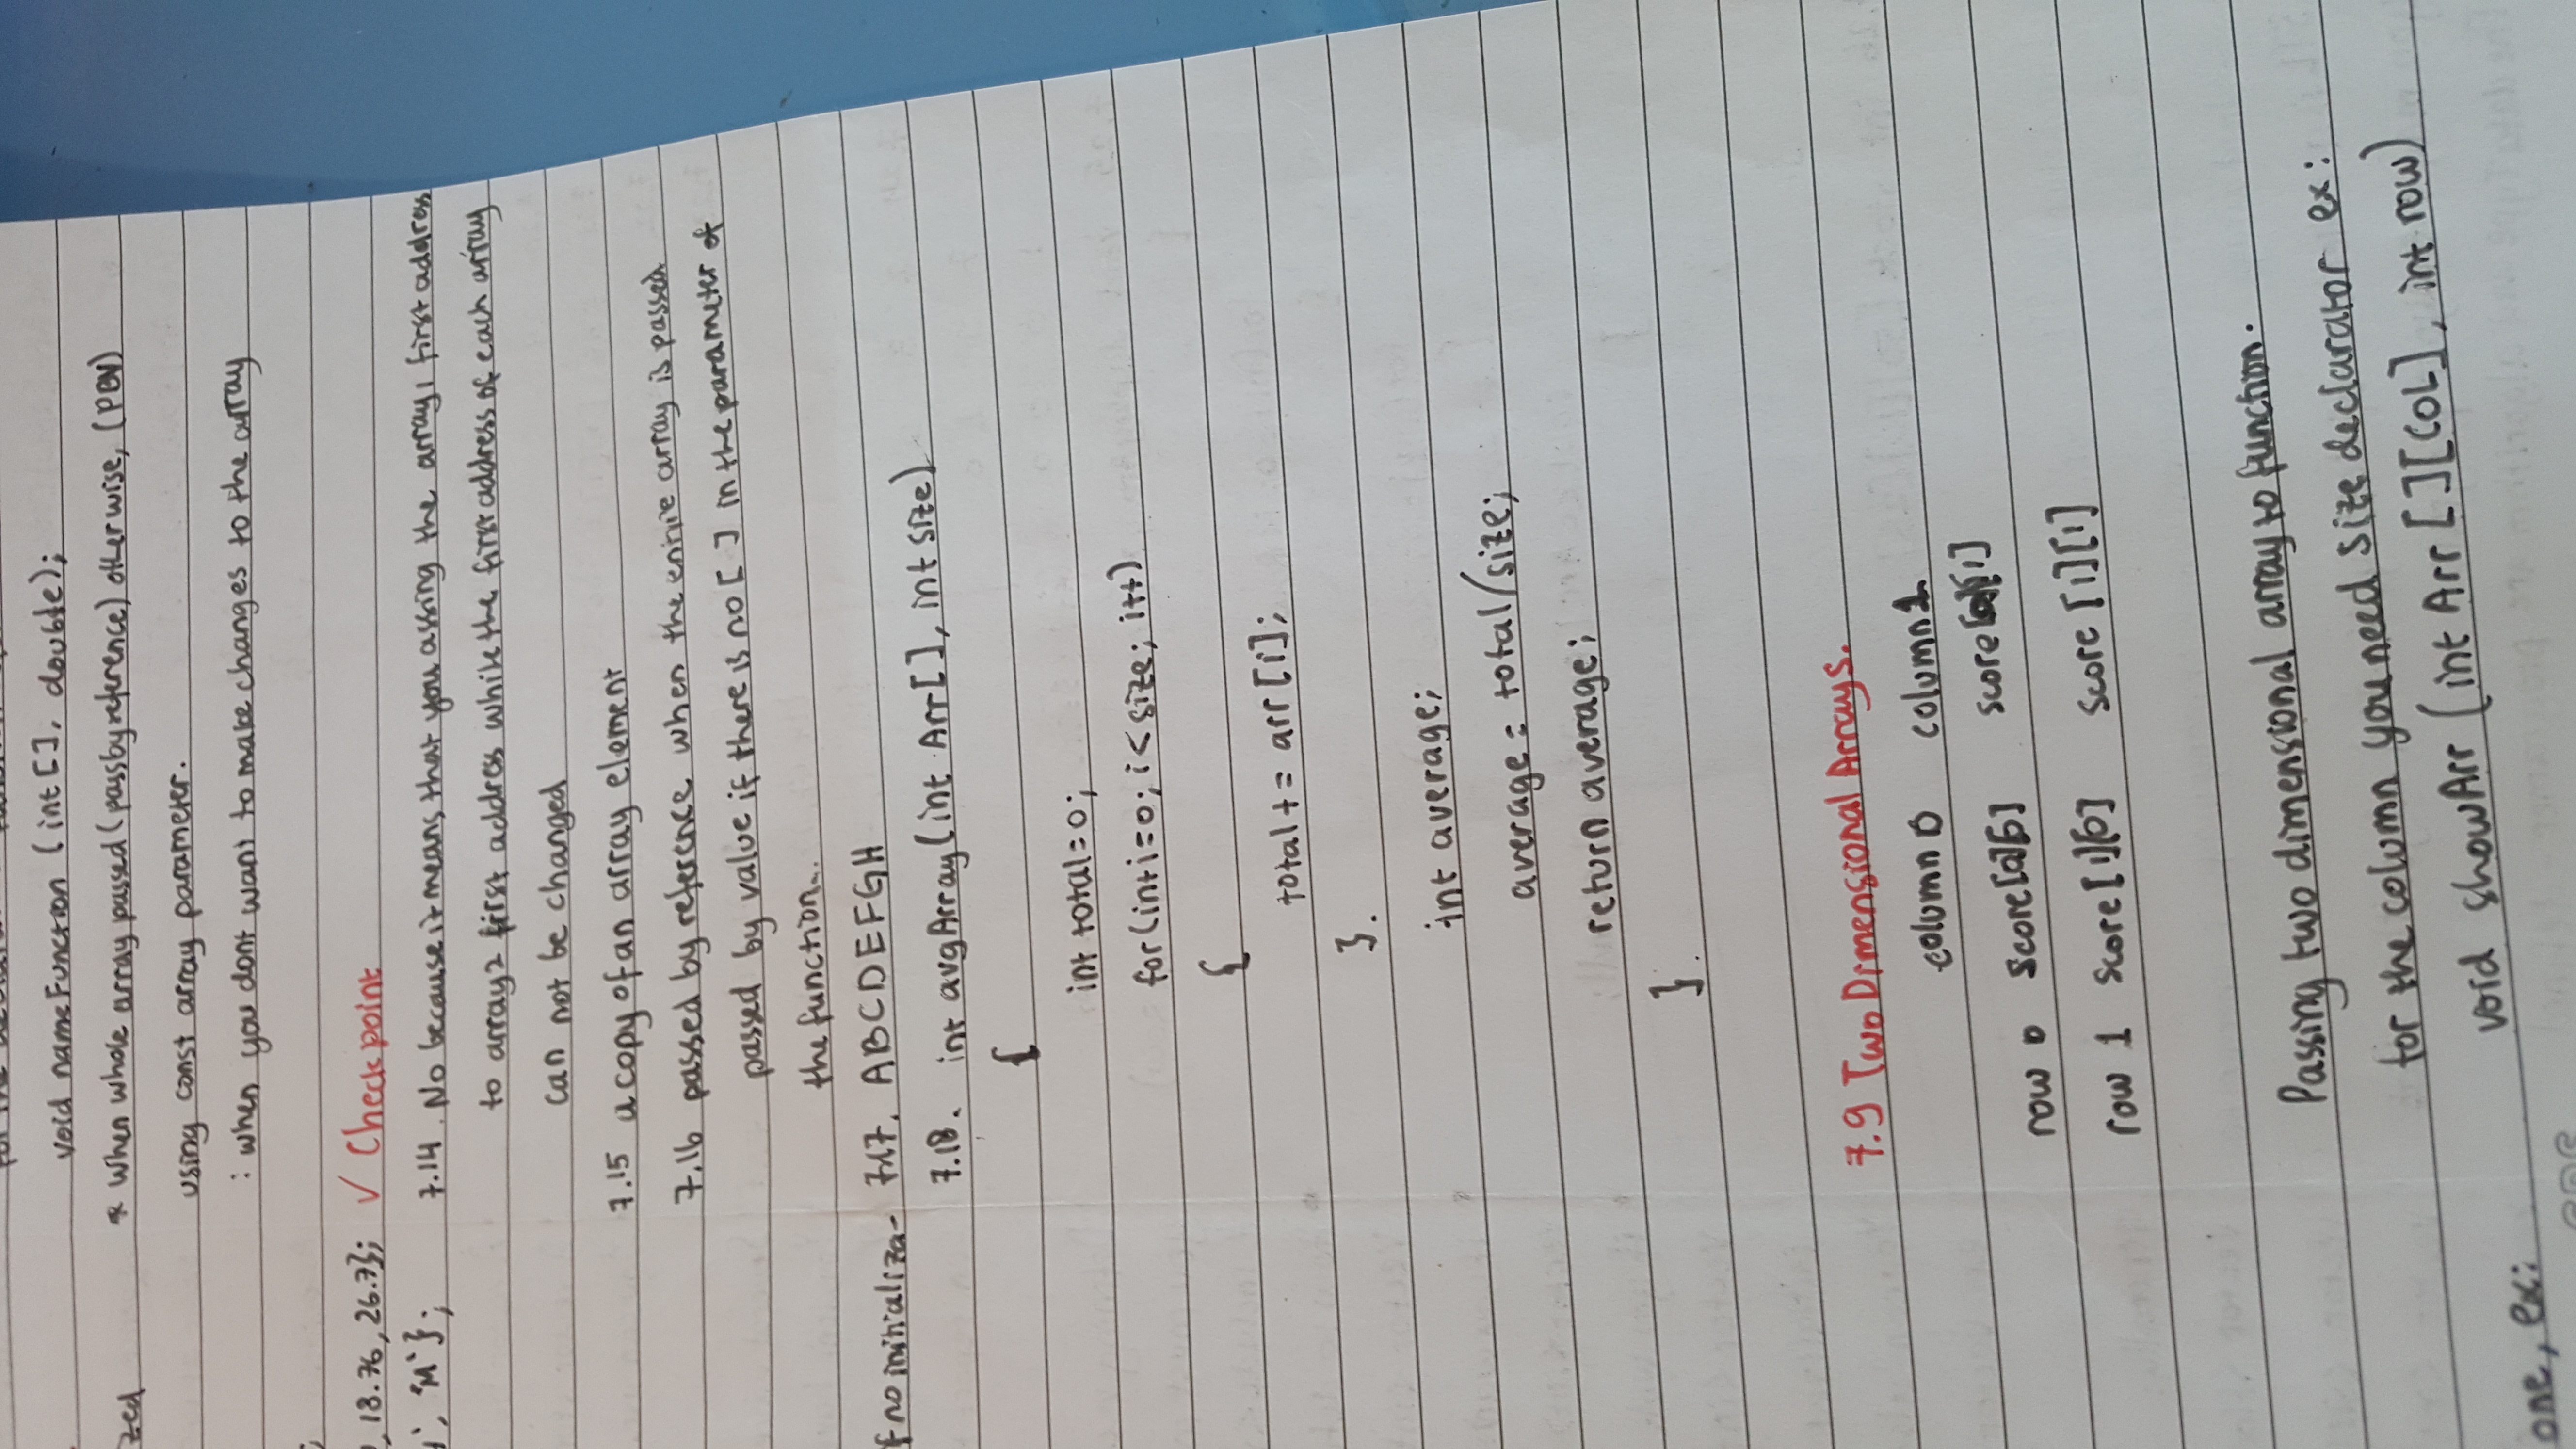 void nameFunction (int [], double);
zed
* when whole array passed (pass by reference) otherwise, (PBV)
using const array parameter.
: when you dont want to make changes to the array
;
, 18.76, 26.7};
✓ Checkpoint
', 'M'};
7.14. No because it means that you assing the array1 first address
to array2 first address while the first address of each array
can not be changed
7.15 a copy of an array element
7.16 passed by reference when the entire array is passed
passed by value if there is no [ ] in the parameter of
the function..
f no initializa-
7.17. ABCDEFGH
7.18. int avgArray (int Arr[], int size)
{
int total=0;
for (int i=0; i< size; i++)
{
total += arr [i];
}.
int average;
average = total/size;
return average;
}.
7.9 Two Dimensional Arrays.
column 0 column 1
row 0 score[0][0] score[0][1]
row 1 score[1][0] score [1][1]
Passing two dimensional array to function.
for the column you need size declarator ex:
void showArr (int Arr [][COL], int row)
one, ex: